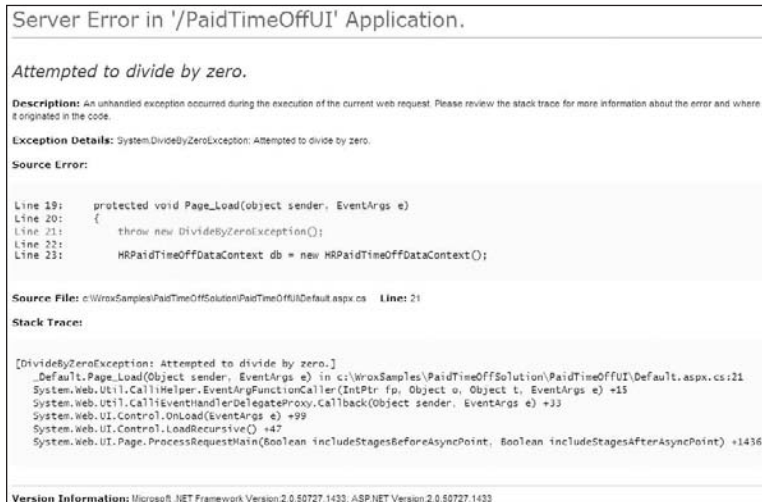 Server Error in '/PaidTimeOffUI' Application.
Attempted to divide by zero.
Description: An unhandled exception occurred during the execution of the current web request. Please review the stack trace for more information about the error and where
it originated in the code.
Exception Details: System.DivideByZeroException: Attempted to divide by zero.
Source Error:
Line 19: protected void Page_Load(object sender, EventArgs e)
Line 20: {
Line 21: throw new DivideByZeroException();
Line 22:
Line 23: HRPaidTimeOffDataContext db = new HRPaidTimeOffDataContext();
Source File: c:\WroxSamples\PaidTimeOffSolution\PaidTimeOffUI\Default.aspx.cs Line: 21
Stack Trace:
[DivideByZeroException: Attempted to divide by zero.]
_Default.Page_Load(Object sender, EventArgs e) in c:\WroxSamples\PaidTimeOffSolution\PaidTimeOffUI\Default.aspx.cs:21
System.Web.Util.CalliHelper.EventArgFunctionCaller(IntPtr fp, Object o, Object t, EventArgs e) +15
System.Web.Util.CalliEventHandlerDelegateProxy.Callback(Object sender, EventArgs e) +33
System.Web.UI.Control.OnLoad(EventArgs e) +99
System.Web.UI.Control.LoadRecursive() +47
System.Web.UI.Page.ProcessRequestMain(Boolean includeStagesBeforeAsyncPoint, Boolean includeStagesAfterAsyncPoint) +1436
Version Information: Microsoft .NET Framework Version:2.0.50727.1433; ASP.NET Version:2.0.50727.1433